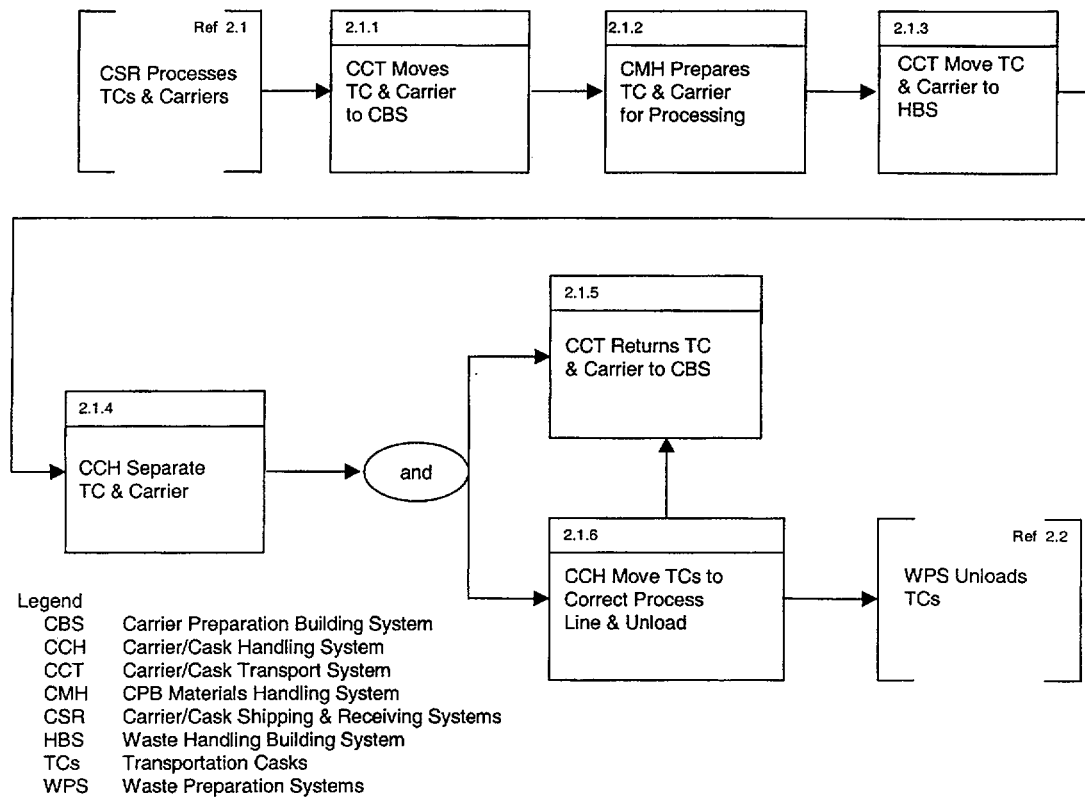 Ref 2.1
CSR Processes
TCs & Carriers
2.1.1
CCT Moves
TC & Carrier
to CBS
2.1.2
CMH Prepares
TC & Carrier
for Processing
2.1.3
CCT Move TC
& Carrier to
HBS
2.1.4
CCH Separate
TC & Carrier
and
2.1.5
CCT Returns TC
& Carrier to CBS
2.1.6
CCH Move TCs to
Correct Process
Line & Unload
Ref 2.2
WPS Unloads
TCs
Legend
CBS Carrier Preparation Building System
CCH Carrier/Cask Handling System
CCT Carrier/Cask Transport System
CMH CPB Materials Handling System
CSR Carrier/Cask Shipping & Receiving Systems
HBS Waste Handling Building System
TCs Transportation Casks
WPS Waste Preparation Systems